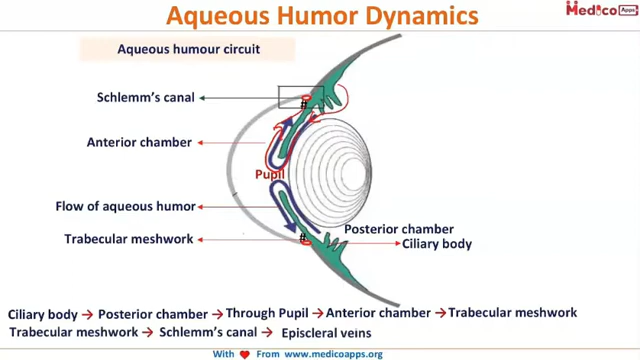 Aqueous Humor Dynamics
Medico Apps
Aqueous humour circuit
Schlemm's canal
#
Anterior chamber
Pupil
Flow of aqueous humor
Posterior chamber
Trabecular meshwork
#
Ciliary body
Ciliary body → Posterior chamber → Through Pupil → Anterior chamber → Trabecular meshwork
Trabecular meshwork → Schlemm's canal → Episcleral veins
With ♥ From www.medicoapps.org